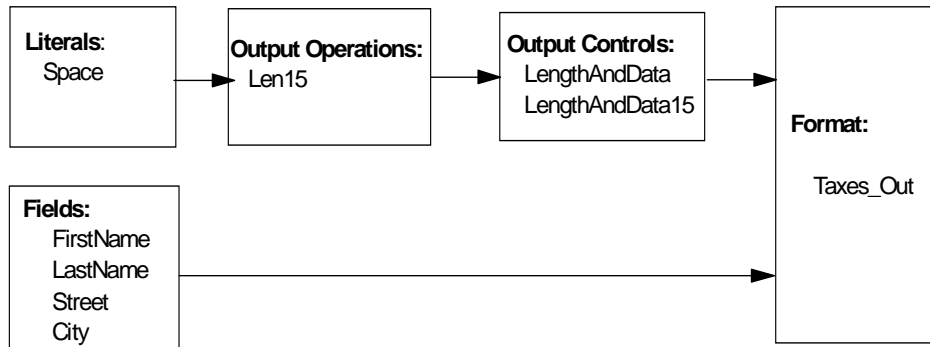 Literals:
Space
Output Operations:
Len15
Output Controls:
LengthAndData
LengthAndData15
Format:
Taxes_Out
Fields:
FirstName
LastName
Street
City